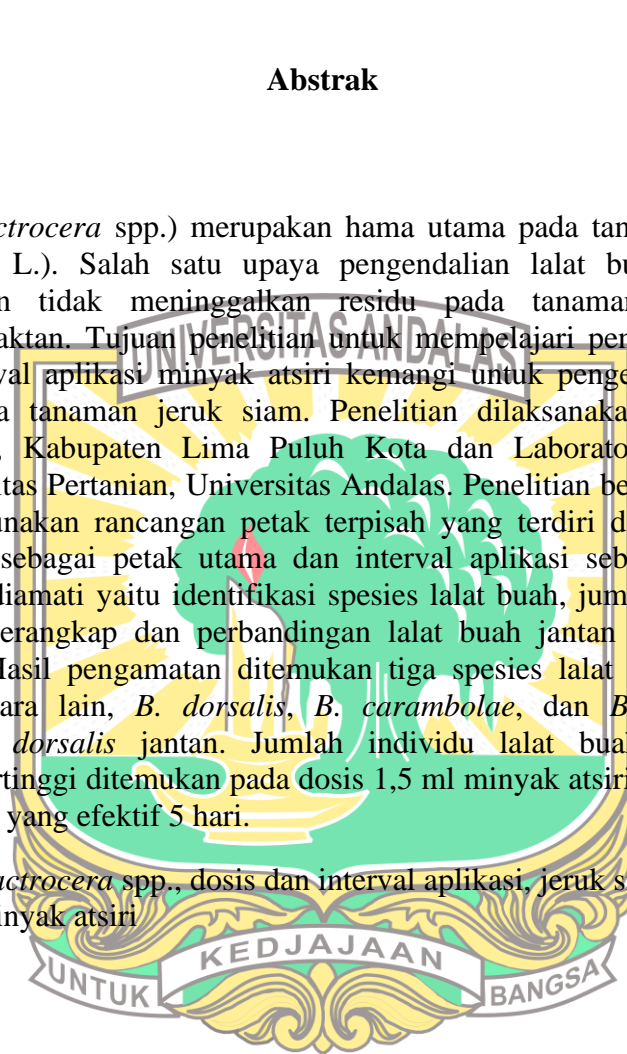 Abstrak
ctrocera spp.) merupakan hama utama pada tan
L.). Salah satu upaya pengendalian lalat bu
n tidak meninggalkan residu pada tanaman
aktan. Tujuan penelitian untuk mempelajari pen
val aplikasi minyak atsiri kemangi untuk penge
a tanaman jeruk siam. Penelitian dilaksanaka
, Kabupaten Lima Puluh Kota dan Laborato
itas Pertanian, Universitas Andalas. Penelitian be
unakan rancangan petak terpisah yang terdiri d
sebagai petak utama dan interval aplikasi seb
diamati yaitu identifikasi spesies lalat buah, jum
erangkap dan perbandingan lalat buah jantan
Hasil pengamatan ditemukan tiga spesies lalat
ara lain, B. dorsalis, B. carambolae, dan B
dorsalis jantan. Jumlah individu lalat bua
rtinggi ditemukan pada dosis 1,5 ml minyak atsiri
yang efektif 5 hari.
actrocera spp., dosis dan interval aplikasi, jeruk s
inyak atsiri
UNIVERSITAS ANDALAS
UNTUK KEDJAJAAN BANGSA